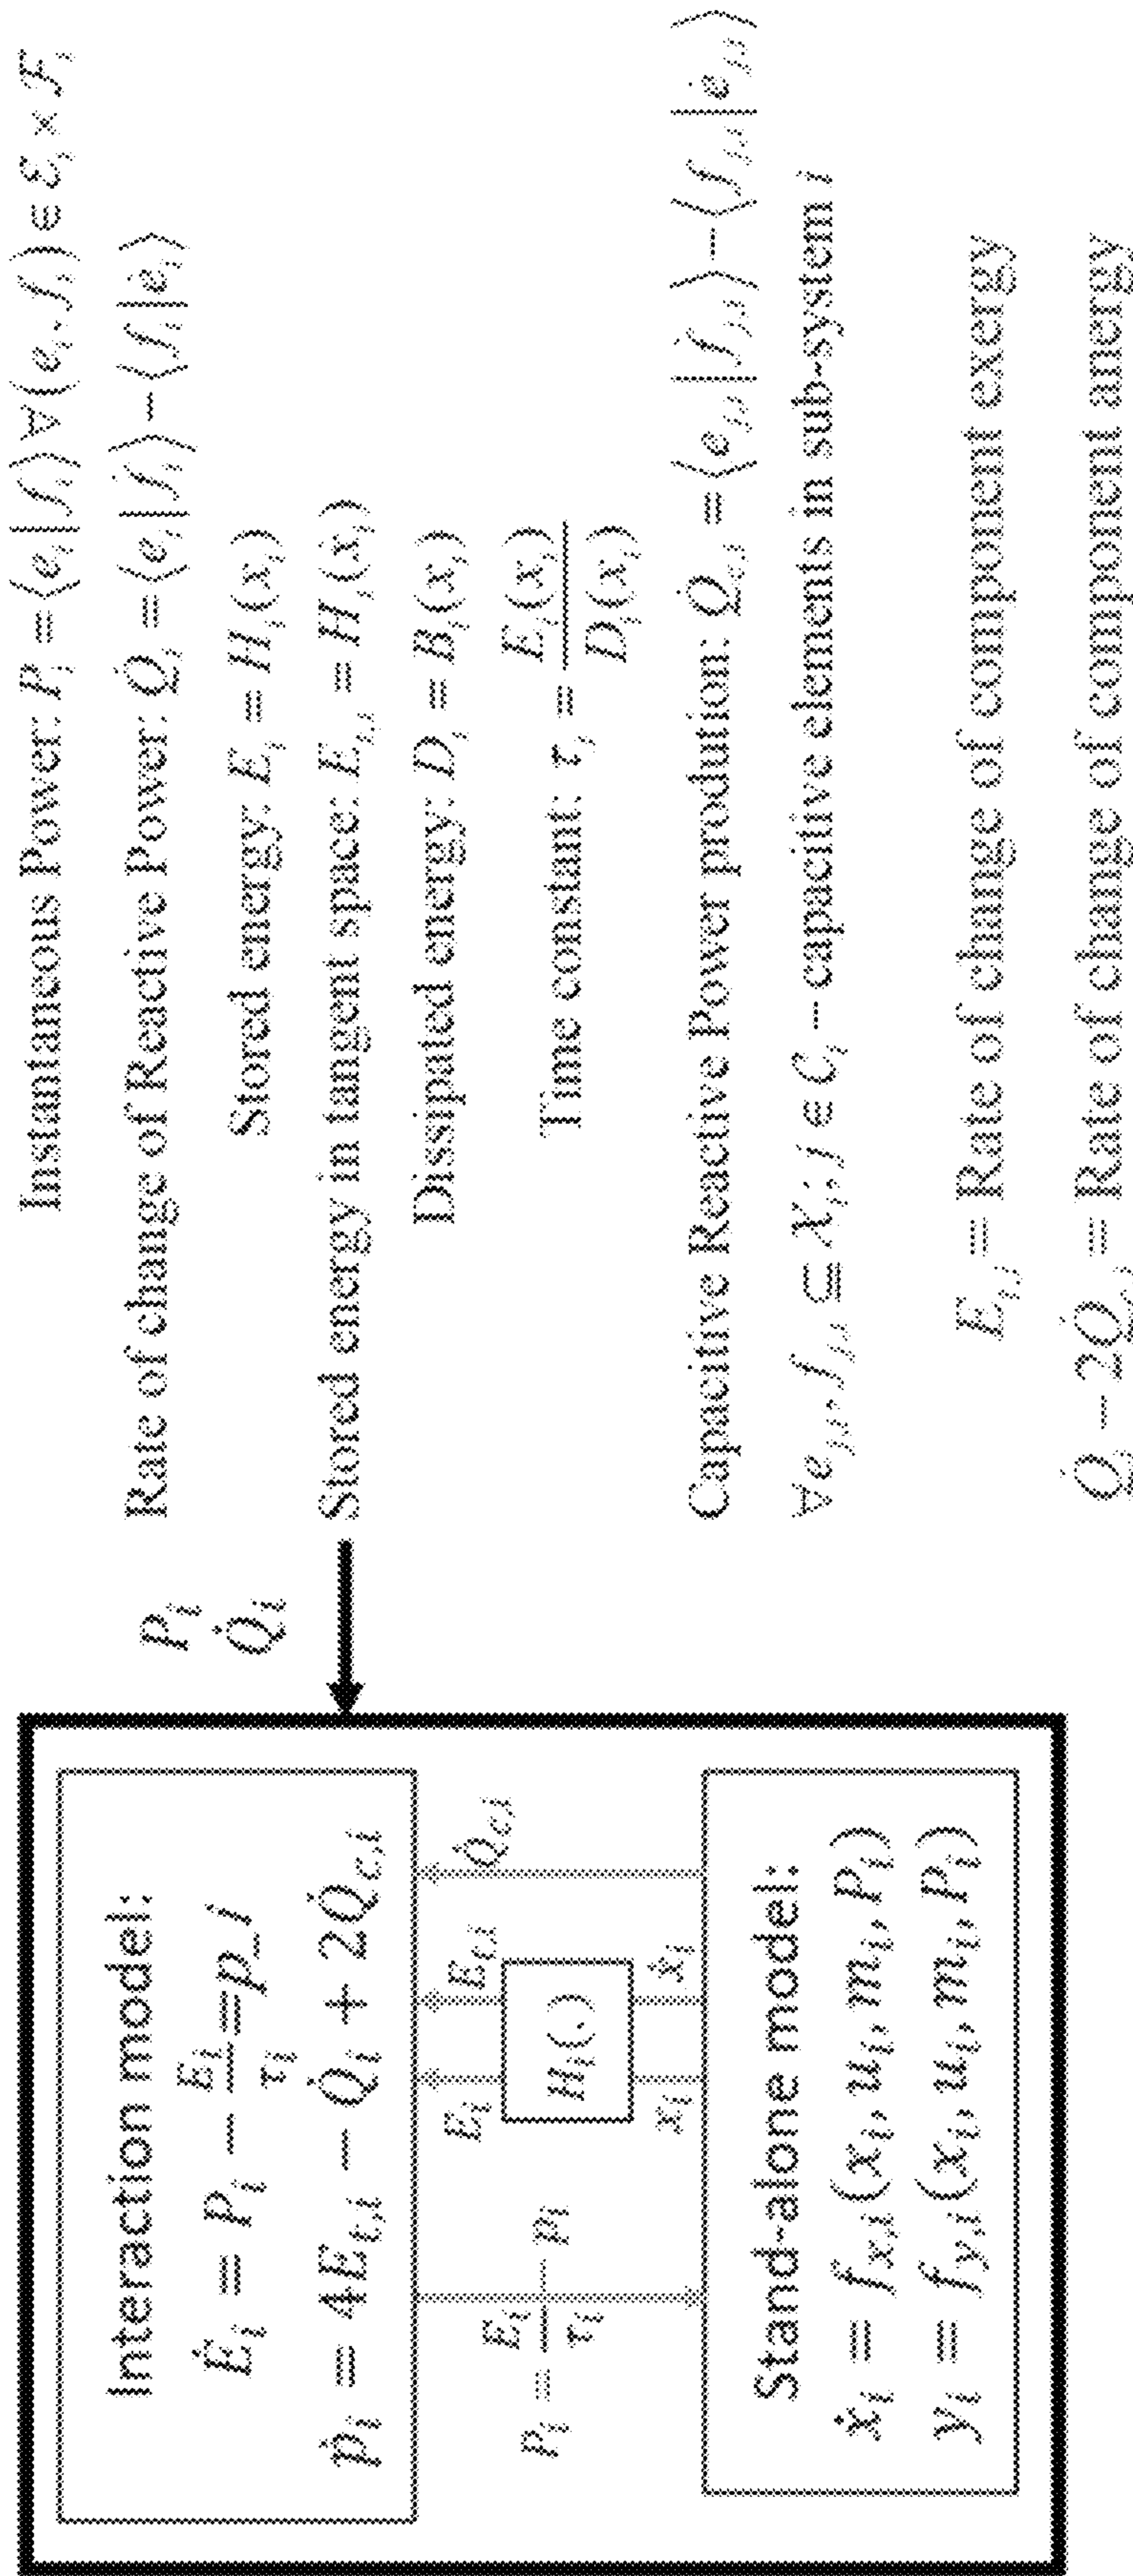 Interaction model:
Ė_i = P_i − E_i/τ_i =p_i
ṗ_i = 4E_{t,i} − Q̇_i + 2Q̇_{c,i}
P_i = E_i/τ_i − p_i
E_i
E_{t,i}
Q̇_{c,i}
H_i(.)
x_i
ẋ_i
Stand-alone model:
ẋ_i = f_{x,i}(x_i, u_i, m_i, P_i)
y_i = f_{y,i}(x_i, u_i, m_i, P_i)
P_i
Q̇_i
Instantaneous Power: P_i = ⟨e_i|f_i⟩ ∀(e_i, f_i) ∈ ℰ_i × ℱ_i
Rate of change of Reactive Power: Q̇_i = ⟨e_i|ḟ_i⟩ − ⟨f_i|ė_i⟩
Stored energy: E_i = H_i(x_i)
Stored energy in tangent space: E_{t,i} = H_i(ẋ_i)
Dissipated energy: D_i = B_i(x_i)
Time constant: τ_i = E_i(x_i)/D_i(x_i)
Capacitive Reactive Power prodution: Q̇_{c,i} = ⟨e_{j,i}|ḟ_{j,i}⟩ − ⟨f_{j,i}|ė_{j,i}⟩
∀e_{j,i}, f_{j,i} ⊆ X_i; j ∈ C_i − capacitive elements in sub-system i
E_{t,i} = Rate of change of component exergy
Q̇_i − 2Q̇_{c,i} = Rate of change of component anergy